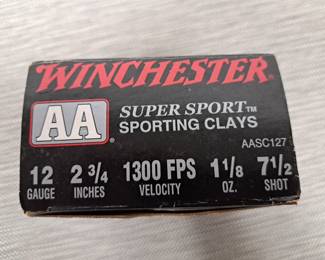 WINCHESTER®
AA®
SUPER SPORT™
SPORTING CLAYS
AASC127
12 2 3/4 1300 FPS 1 1/8 7 1/2
GAUGE INCHES VELOCITY OZ. SHOT